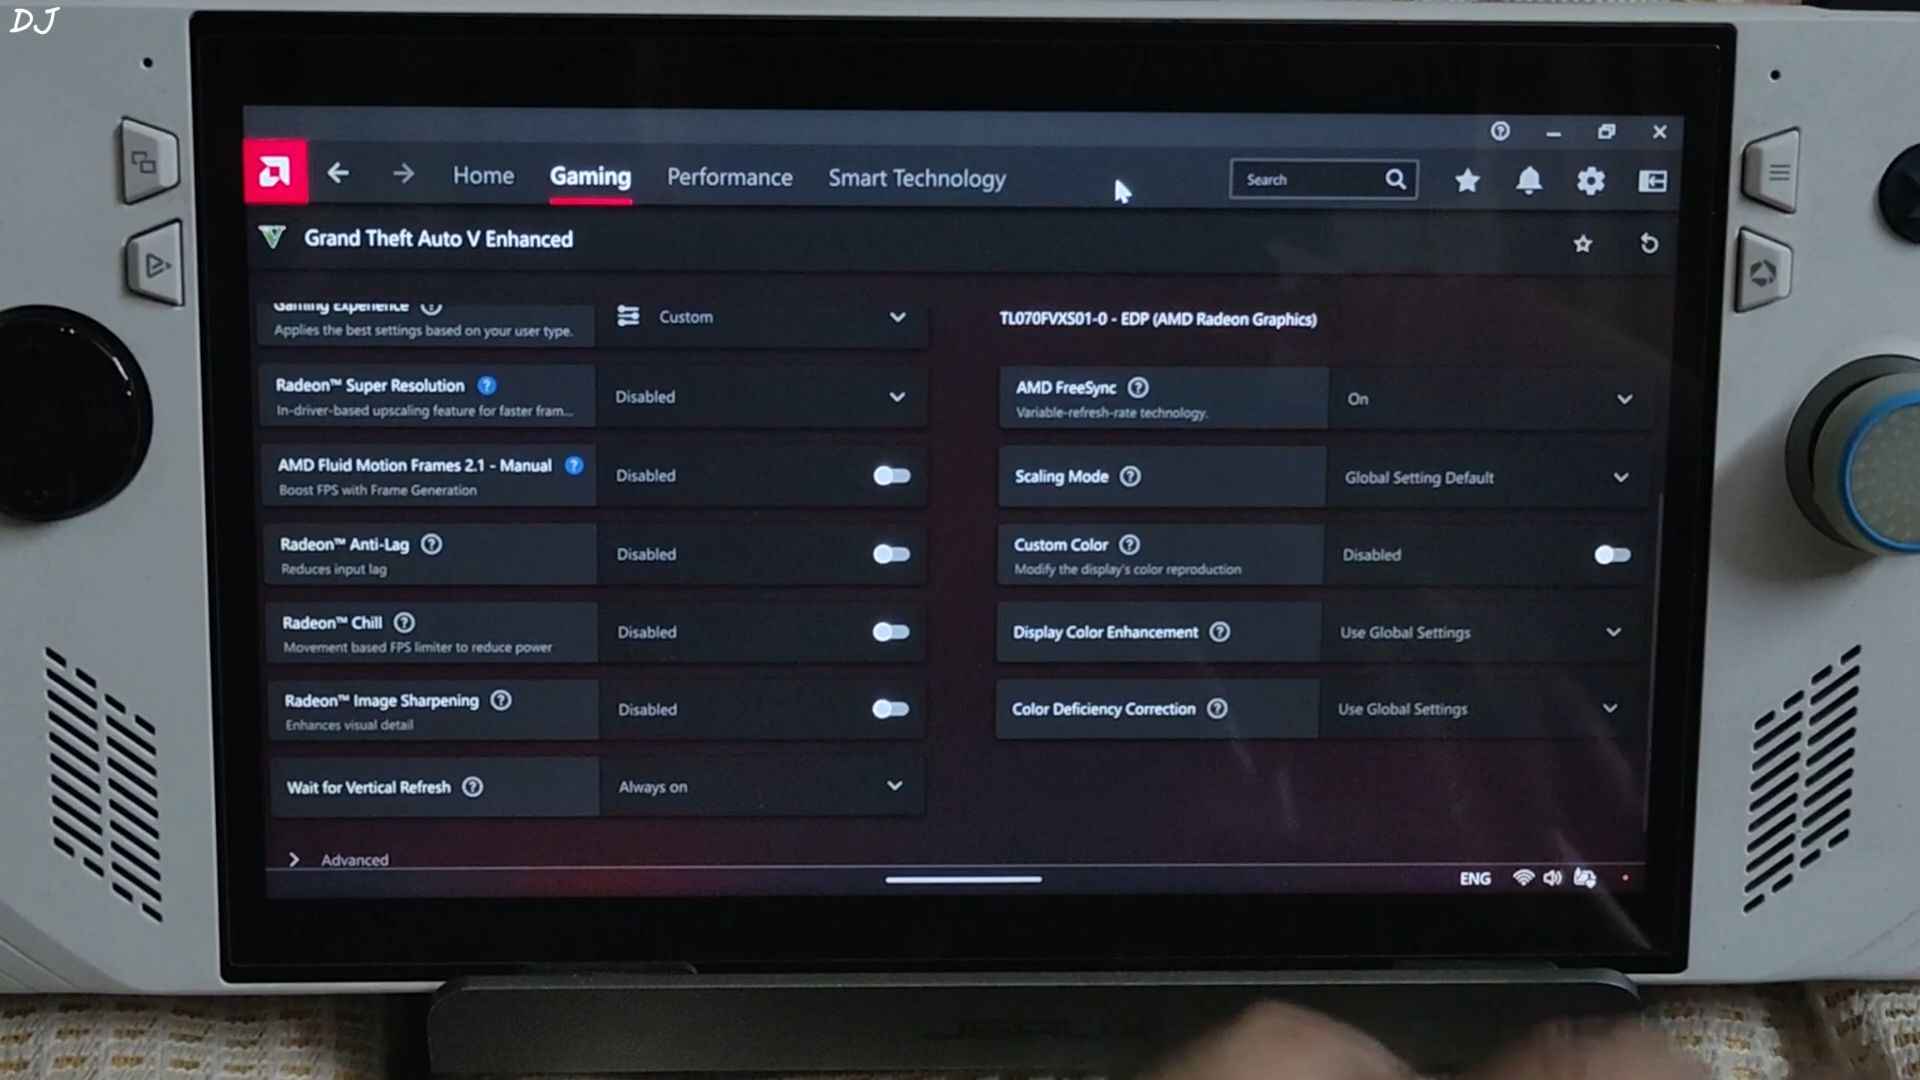 DJ
Home Gaming Performance Smart Technology Search
Grand Theft Auto V Enhanced
Gaming Experience
Applies the best settings based on your user type.
Custom
Radeon™ Super Resolution
In-driver-based upscaling feature for faster fram...
Disabled
AMD Fluid Motion Frames 2.1 - Manual
Boost FPS with Frame Generation
Disabled
Radeon™ Anti-Lag
Reduces input lag
Disabled
Radeon™ Chill
Movement based FPS limiter to reduce power
Disabled
Radeon™ Image Sharpening
Enhances visual detail
Disabled
Wait for Vertical Refresh
Always on
Advanced
TL070FVXS01-0 - EDP (AMD Radeon Graphics)
AMD FreeSync
Variable-refresh-rate technology.
On
Scaling Mode
Global Setting Default
Custom Color
Modify the display's color reproduction
Disabled
Display Color Enhancement
Use Global Settings
Color Deficiency Correction
Use Global Settings
ENG
JSAUX